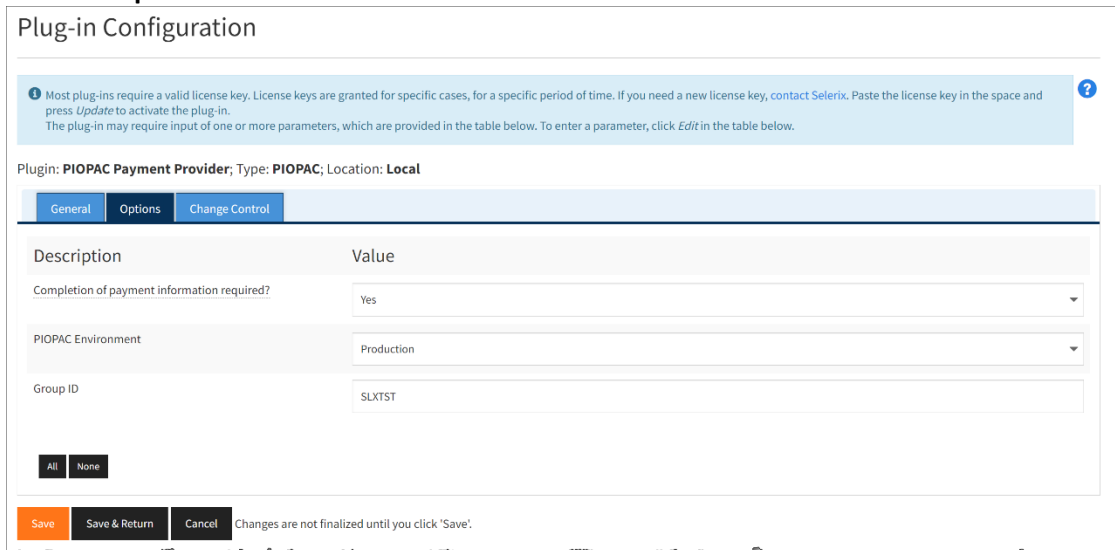 Plug-in Configuration
Most plug-ins require a valid license key. License keys are granted for specific cases, for a specific period of time. If you need a new license key, contact Selerix. Paste the license key in the space and
press Update to activate the plug-in.
The plug-in may require input of one or more parameters, which are provided in the table below. To enter a parameter, click Edit in the table below.
Plugin: PIOPAC Payment Provider; Type: PIOPAC; Location: Local
General Options Change Control
Description Value
Completion of payment information required? Yes
PIOPAC Environment Production
Group ID SLXTST
All None
Save Save & Return Cancel Changes are not finalized until you click 'Save'.